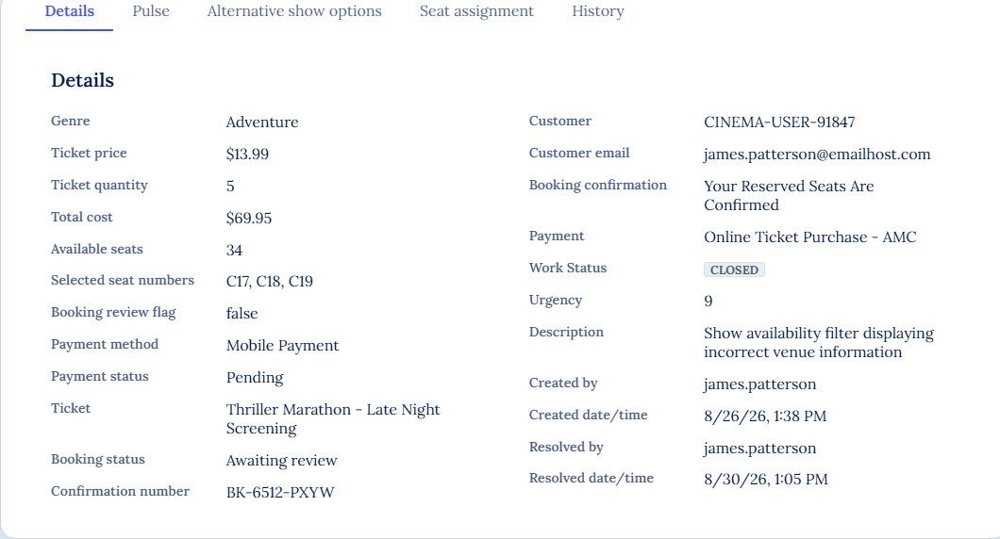 Details Pulse Alternative show options Seat assignment History
Details
Genre Adventure
Ticket price $13.99
Ticket quantity 5
Total cost $69.95
Available seats 34
Selected seat numbers C17, C18, C19
Booking review flag false
Payment method Mobile Payment
Payment status Pending
Ticket Thriller Marathon - Late Night
Screening
Booking status Awaiting review
Confirmation number BK-6512-PXYW
Customer CINEMA-USER-91847
Customer email james.patterson@emailhost.com
Booking confirmation Your Reserved Seats Are
Confirmed
Payment Online Ticket Purchase - AMC
Work Status CLOSED
Urgency 9
Description Show availability filter displaying
incorrect venue information
Created by james.patterson
Created date/time 8/26/26, 1:38 PM
Resolved by james.patterson
Resolved date/time 8/30/26, 1:05 PM